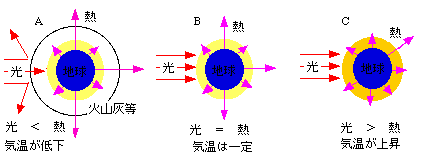 A
熱
光
地球
火山灰等
光 < 熱
気温が低下
B
熱
光
地球
光 = 熱
気温は一定
C
熱
光
地球
光 > 熱
気温が上昇